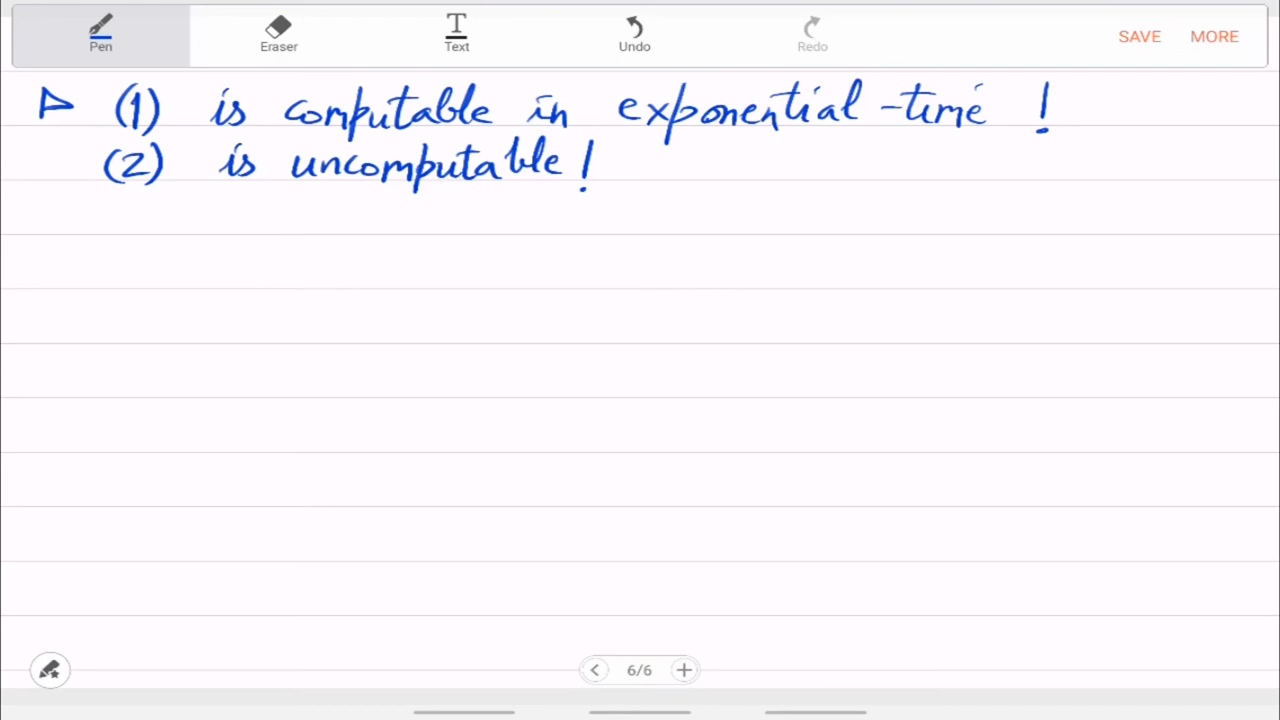 Pen Eraser Text Undo Redo SAVE MORE
▷ (1) is computable in exponential-time !
(2) is uncomputable !
6/6